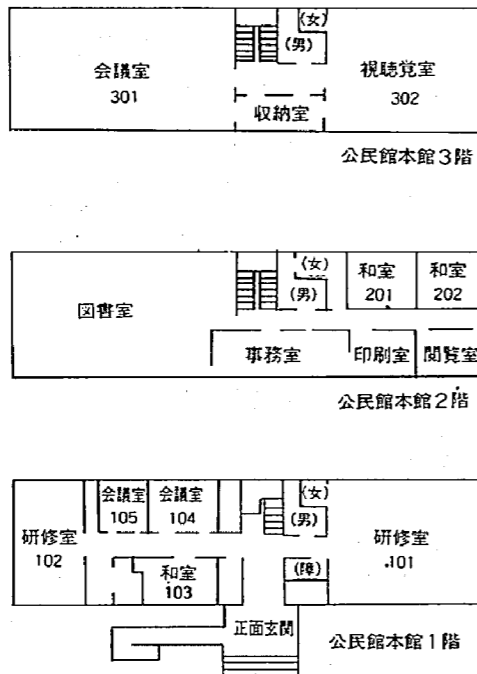 (女)
(男)
会議室
301
視聴覚室
302
収納室
公民館本館3階
(女)
(男)
和室
201
和室
202
図書室
事務室
印刷室
閲覧室
公民館本館2階
(女)
(男)
会議室
105
会議室
104
研修室
102
研修室
101
和室
103
(障)
正面玄関
公民館本館1階